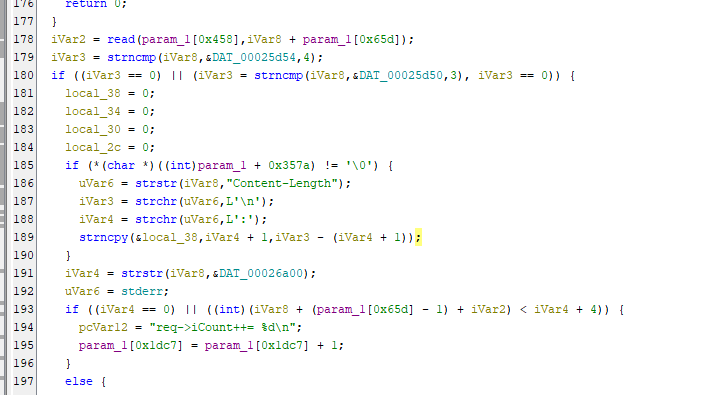 176 return 0;
177 }
178 iVar2 = read(param_1[0x458],iVar8 + param_1[0x65d]);
179 iVar3 = strncmp(iVar8,&DAT_00025d54,4);
180 if ((iVar3 == 0) || (iVar3 = strncmp(iVar8,&DAT_00025d50,3), iVar3 == 0)) {
181 local_38 = 0;
182 local_34 = 0;
183 local_30 = 0;
184 local_2c = 0;
185 if (*(char *)((int)param_1 + 0x357a) != '\0') {
186 uVar6 = strstr(iVar8,"Content-Length");
187 iVar3 = strchr(uVar6,L'\n');
188 iVar4 = strchr(uVar6,L':');
189 strncpy(&local_38,iVar4 + 1,iVar3 - (iVar4 + 1));
190 }
191 iVar4 = strstr(iVar8,&DAT_00026a00);
192 uVar6 = stderr;
193 if ((iVar4 == 0) || ((int)(iVar8 + (param_1[0x65d] - 1) + iVar2) < iVar4 + 4)) {
194 pcVar12 = "req->iCount++= %d\n";
195 param_1[0x1dc7] = param_1[0x1dc7] + 1;
196 }
197 else {